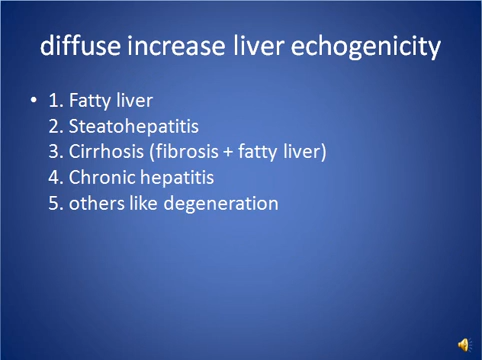 diffuse increase liver echogenicity
• 1. Fatty liver
2. Steatohepatitis
3. Cirrhosis (fibrosis + fatty liver)
4. Chronic hepatitis
5. others like degeneration